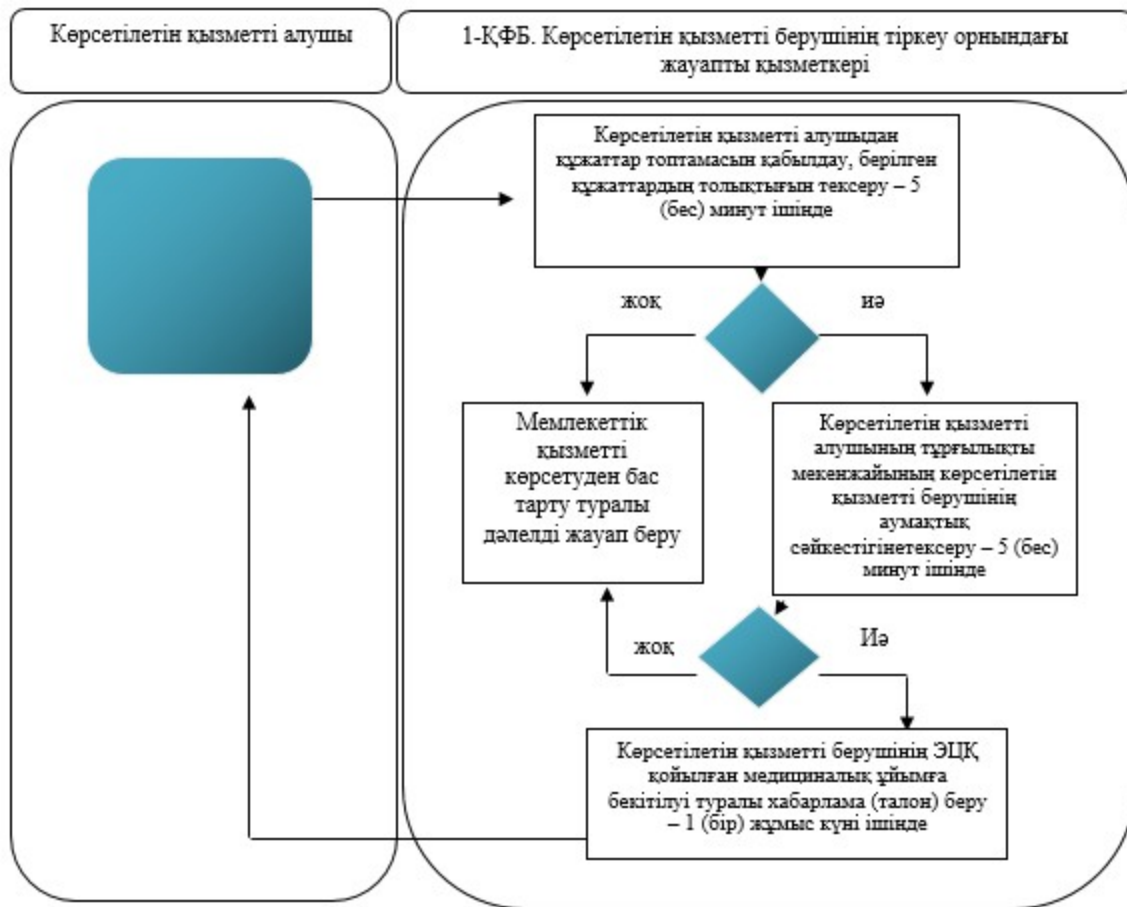 Көрсетілетін қызметті алушы
1-ҚФБ. Көрсетілетін қызметті берушінің тіркеу орнындағы
жауапты қызметкері
Көрсетілетін қызметті алушыдан
құжаттар топтамасын қабылдау, берілген
құжаттардың толықтығын тексеру – 5
(бес) минут ішінде
жоқ
иә
Мемлекеттік
қызметті
көрсетуден бас
тарту туралы
дәлелді жауап беру
Көрсетілетін қызметті
алушының тұрғылықты
мекенжайының көрсетілетін
қызметті берушінің
аумақтық
сәйкестігінетексеру – 5 (бес)
минут ішінде
жоқ
Иә
Көрсетілетін қызметті берушінің ЭЦҚ
қойылған медициналық ұйымға
бекітілуі туралы хабарлама (талон) беру
– 1 (бір) жұмыс күні ішінде